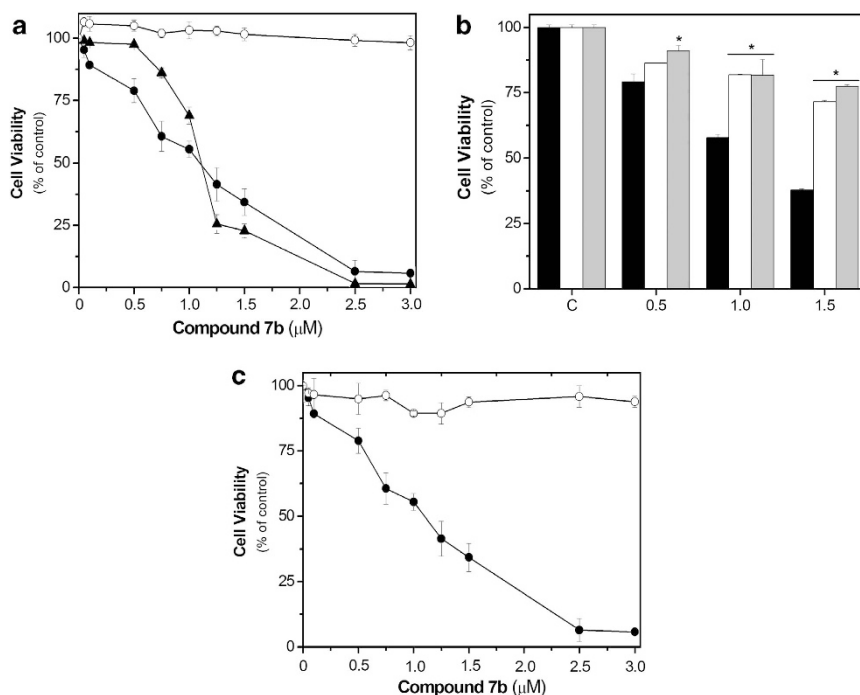 a
100
75
50
25
0
Cell Viability
(% of control)
0.0 0.5 1.0 1.5 2.0 2.5 3.0
Compound 7b (μM)
b
100
75
50
25
0
Cell Viability
(% of control)
* * *
C 0.5 1.0 1.5
c
100
75
50
25
0
Cell Viability
(% of control)
0.0 0.5 1.0 1.5 2.0 2.5 3.0
Compound 7b (μM)